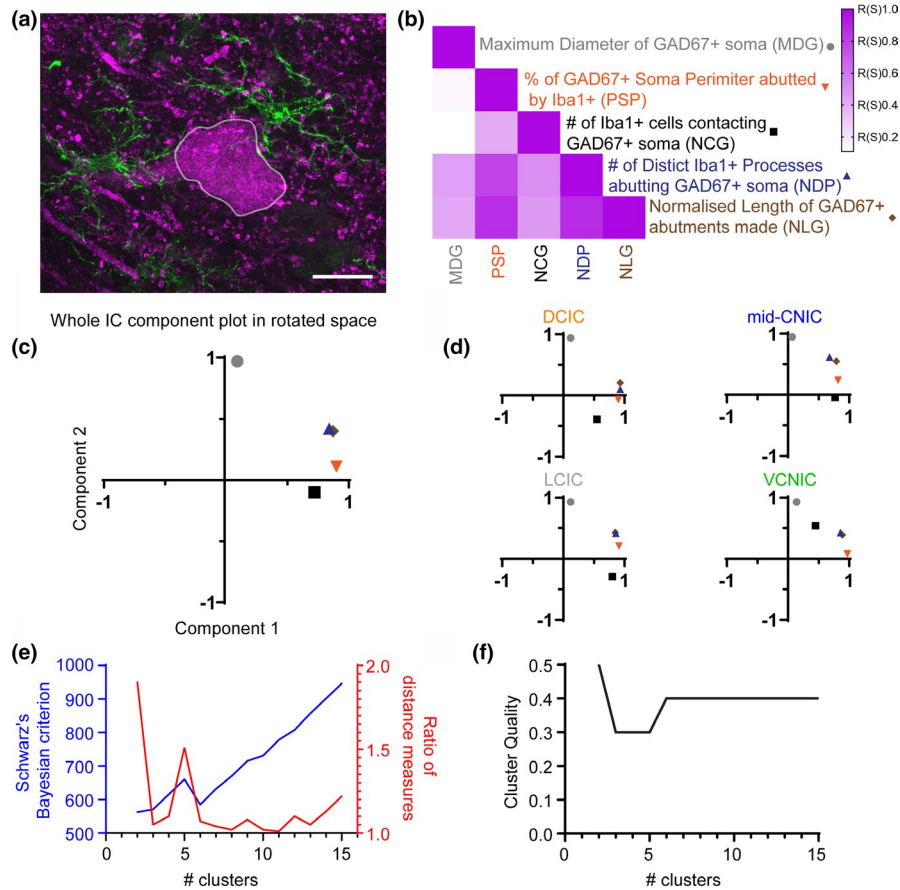 (a)
(b)
R(S)1.0
R(S)0.8
R(S)0.6
R(S)0.4
R(S)0.2
Maximum Diameter of GAD67+ soma (MDG)
% of GAD67+ Soma Perimiter abutted
by Iba1+ (PSP)
# of Iba1+ cells contacting
GAD67+ soma (NCG)
# of Distict Iba1+ Processes
abutting GAD67+ soma (NDP)
Normalised Length of GAD67+
abutments made (NLG)
MDG
PSP
NCG
NDP
NLG
Whole IC component plot in rotated space
(c)
1
-1
1
-1
Component 2
Component 1
(d)
DCIC
1
-1
1
-1
mid-CNIC
1
-1
1
-1
LCIC
1
-1
1
-1
VCNIC
1
-1
1
-1
(e)
Schwarz's
Bayesian criterion
1000
900
800
700
600
500
2.0
1.5
1.0
Ratio of
distance measures
0
5
10
15
# clusters
(f)
Cluster Quality
0.5
0.4
0.3
0.2
0.1
0.0
0
5
10
15
# clusters